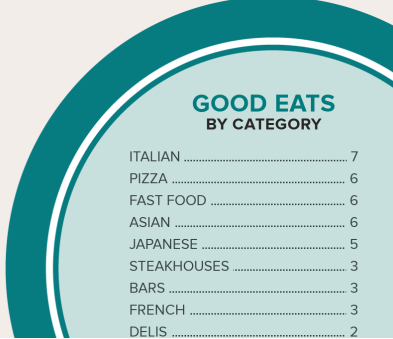 GOOD EATS
BY CATEGORY
ITALIAN ........................................ 7
PIZZA ........................................... 6
FAST FOOD .................................. 6
ASIAN .......................................... 6
JAPANESE ................................... 5
STEAKHOUSES ............................ 3
BARS ........................................... 3
FRENCH ...................................... 3
DELIS .......................................... 2